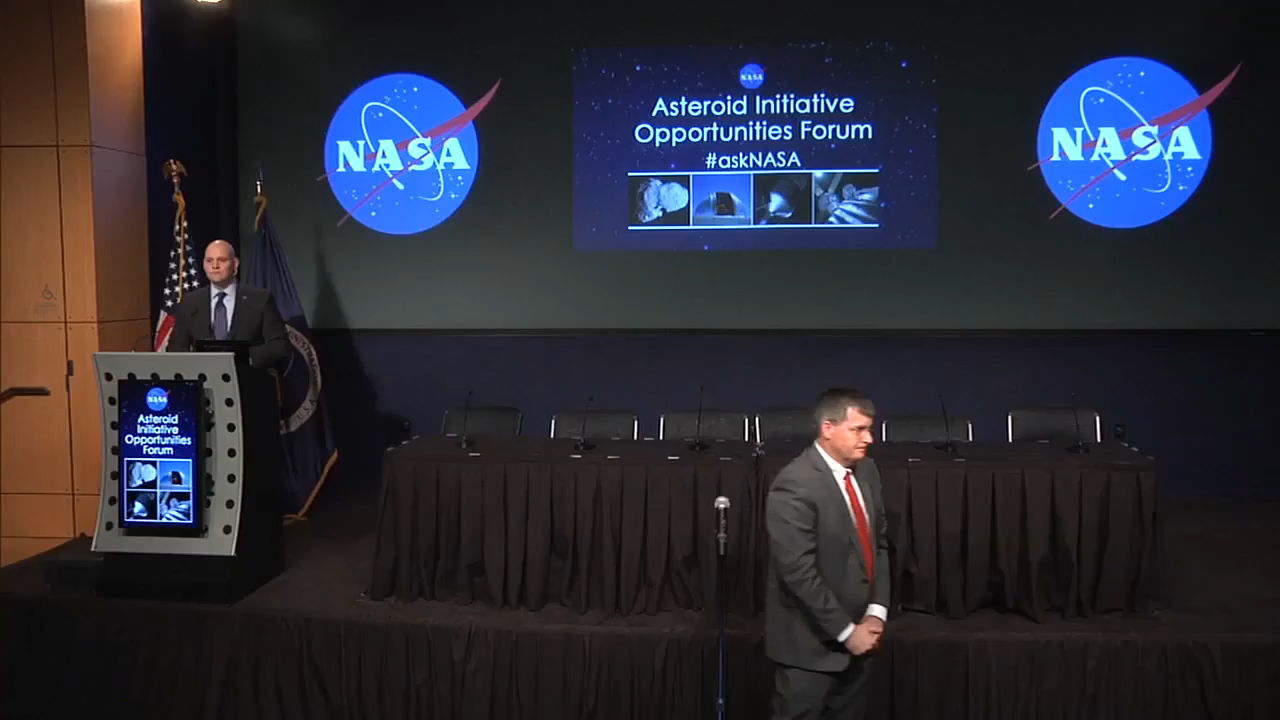 NASA
NASA
Asteroid Initiative
Opportunities Forum
#askNASA
NASA
NASA
Asteroid
Initiative
Opportunities
Forum
U.S.A.